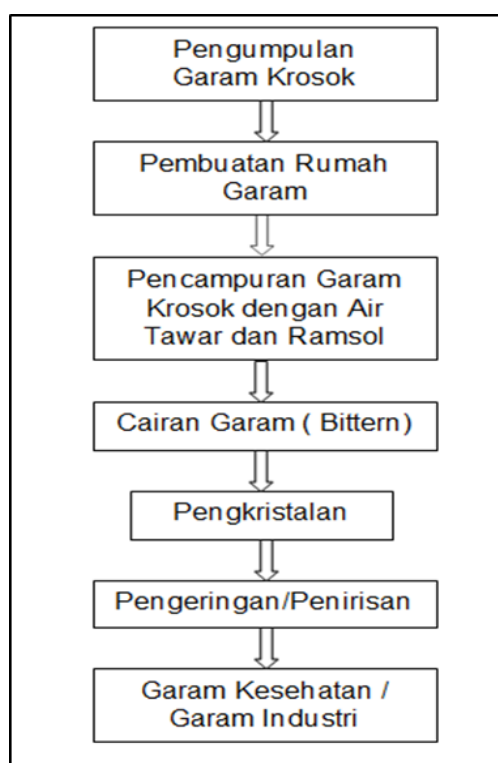 Pengumpulan
Garam Krosok
Pembuatan Rumah
Garam
Pencampuran Garam
Krosok dengan Air
Tawar dan Ramsol
Cairan Garam ( Bittern)
Pengkristalan
Pengeringan/Penirisan
Garam Kesehatan /
Garam Industri